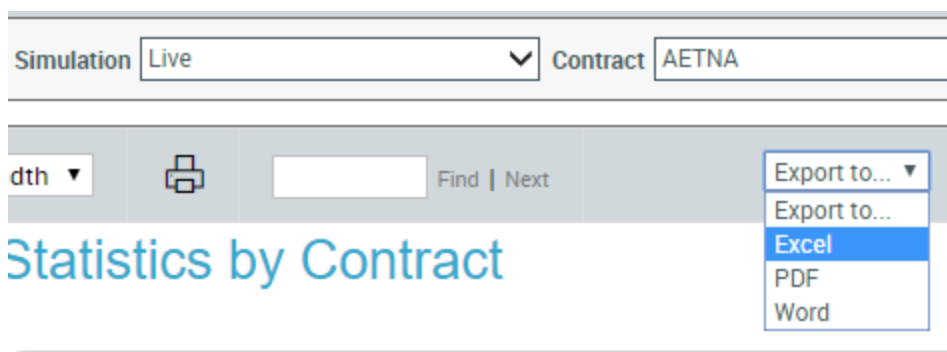 Simulation Live Contract AETNA
dth Find | Next Export to...
Export to...
Excel
Statistics by Contract
PDF
Word